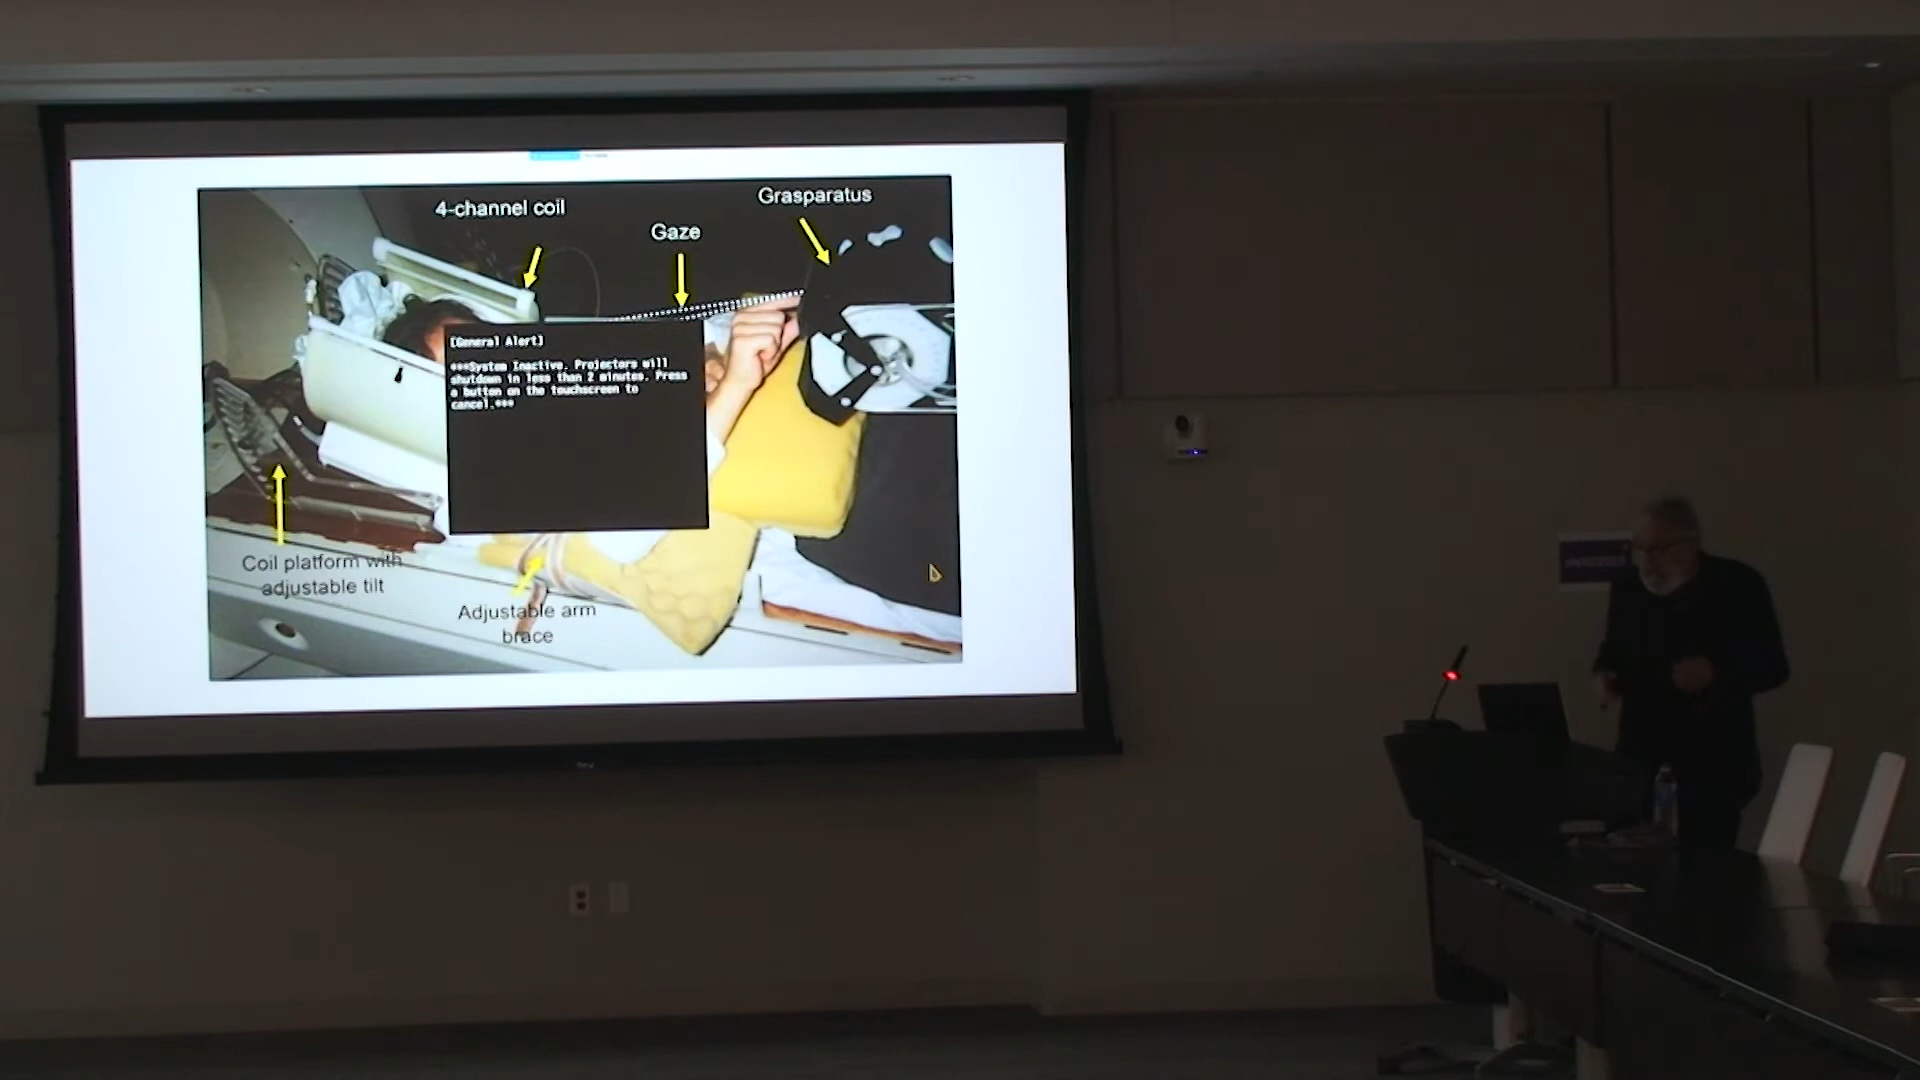 Grasparatus
4-channel coil
Gaze
[General Alert]
***System Inactive. Projectors will
shutdown in less than 2 minutes. Press
a button on the touchscreen to
cancel.***
Coil platform with
adjustable tilt
Adjustable arm
brace